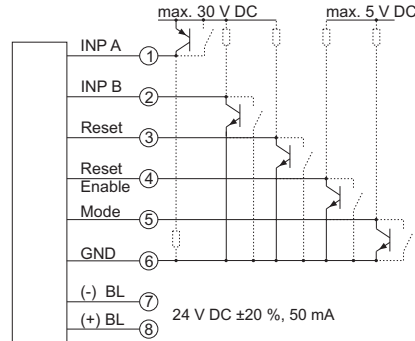 max. 30 V DC
max. 5 V DC
INP A
1
INP B
2
Reset
3
Reset
Enable
4
Mode
5
GND
6
(-) BL
7
24 V DC ±20 %, 50 mA
(+) BL
8